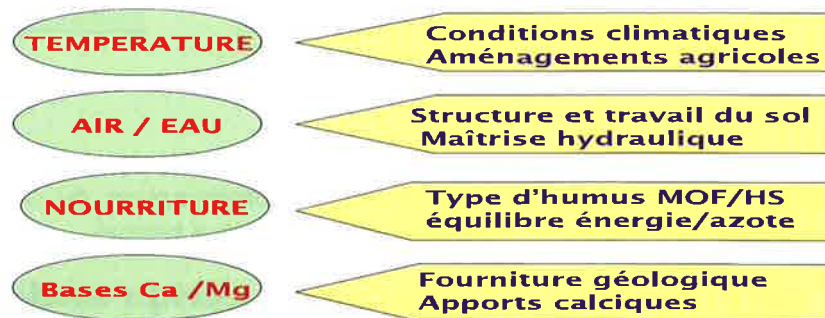 TEMPERATURE
Conditions climatiques
Aménagements agricoles
AIR / EAU
Structure et travail du sol
Maîtrise hydraulique
NOURRITURE
Type d'humus MOF/HS
équilibre énergie/azote
Bases Ca /Mg
Fourniture géologique
Apports calciques